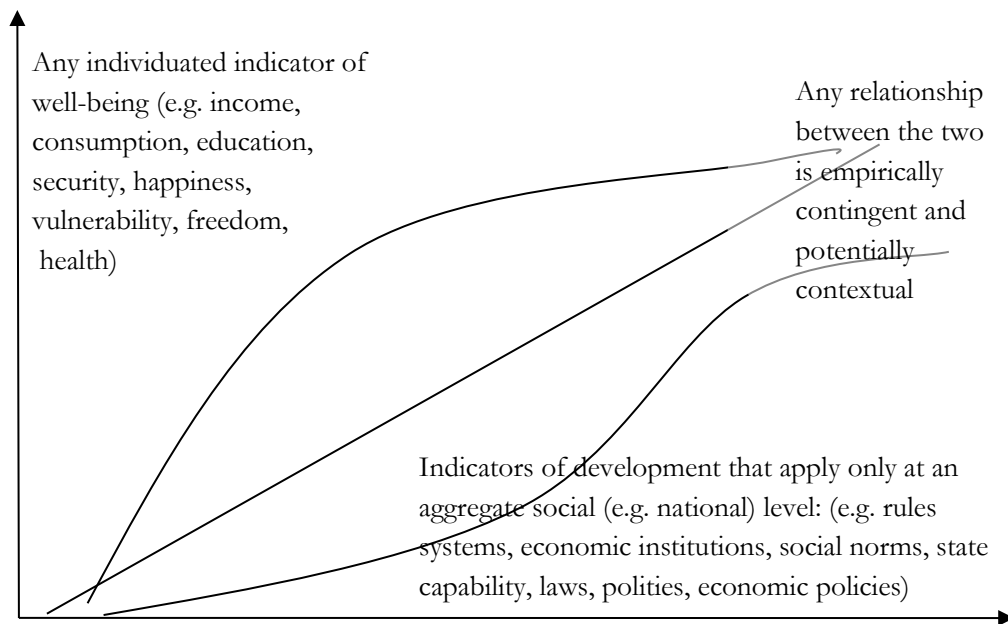 Any individuated indicator of
well-being (e.g. income,
consumption, education,
security, happiness,
vulnerability, freedom,
health)
Any relationship
between the two
is empirically
contingent and
potentially
contextual
Indicators of development that apply only at an
aggregate social (e.g. national) level: (e.g. rules
systems, economic institutions, social norms, state
capability, laws, polities, economic policies)